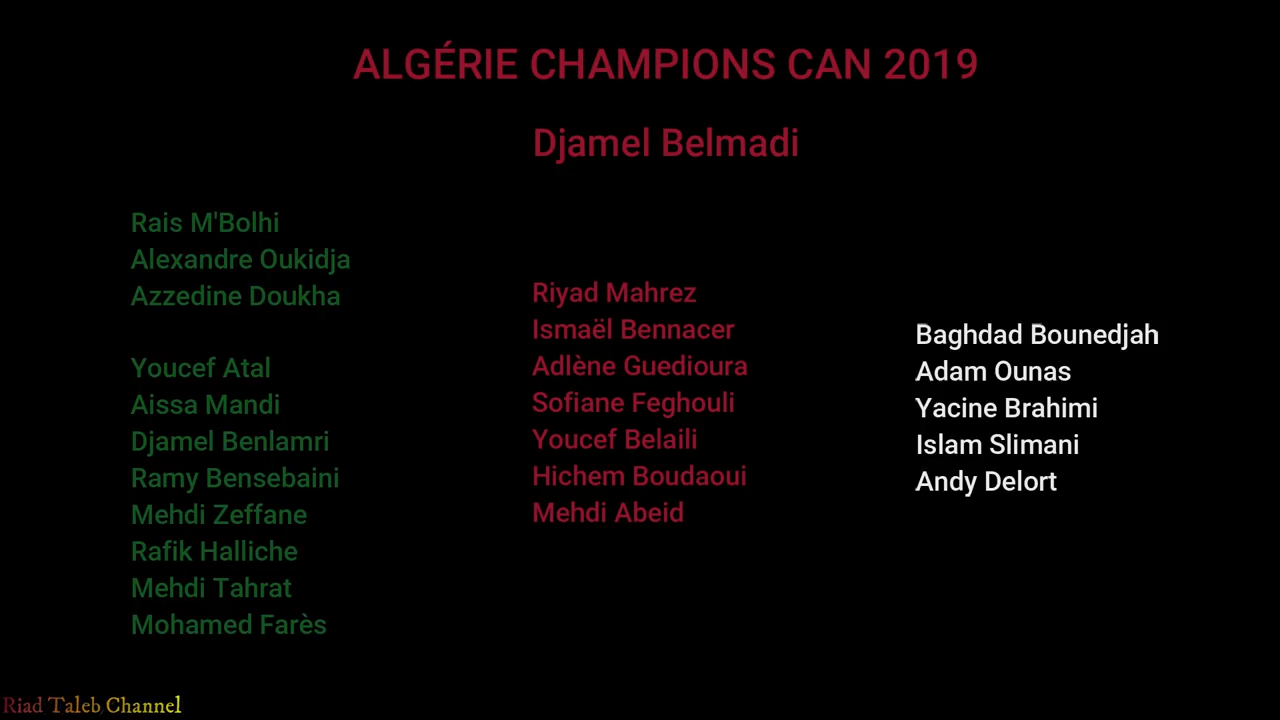 ALGÉRIE CHAMPIONS CAN 2019
Djamel Belmadi
Rais M'Bolhi
Alexandre Oukidja
Azzedine Doukha
Youcef Atal
Aissa Mandi
Djamel Benlamri
Ramy Bensebaini
Mehdi Zeffane
Rafik Halliche
Mehdi Tahrat
Mohamed Farès
Riyad Mahrez
Ismaël Bennacer
Adlène Guedioura
Sofiane Feghouli
Youcef Belaili
Hichem Boudaoui
Mehdi Abeid
Baghdad Bounedjah
Adam Ounas
Yacine Brahimi
Islam Slimani
Andy Delort
Riad Taleb Channel